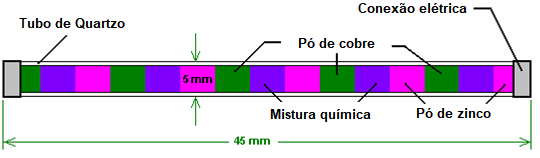 Conexão elétrica
Tubo de Quartzo
Pó de cobre
5 mm
Mistura química
Pó de zinco
45 mm